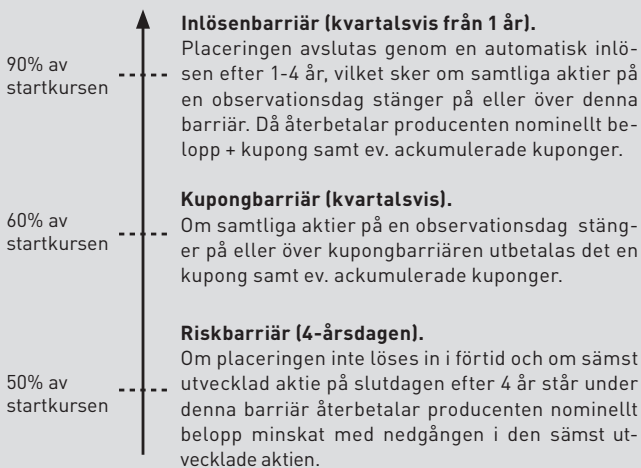 Inlösenbarriär (kvartalsvis från 1 år).
90% av
startkursen
Placeringen avslutas genom en automatisk inlö-
sen efter 1-4 år, vilket sker om samtliga aktier på
en observationsdag stänger på eller över denna
barriär. Då återbetalar producenten nominellt be-
lopp + kupong samt ev. ackumulerade kuponger.
60% av
startkursen
Kupongbarriär (kvartalsvis).
Om samtliga aktier på en observationsdag stäng-
er på eller över kupongbarriären utbetalas det en
kupong samt ev. ackumulerade kuponger.
50% av
startkursen
Riskbarriär (4-årsdagen).
Om placeringen inte löses in i förtid och om sämst
utvecklad aktie på slutdagen efter 4 år står under
denna barriär återbetalar producenten nominellt
belopp minskat med nedgången i den sämst ut-
vecklade aktien.